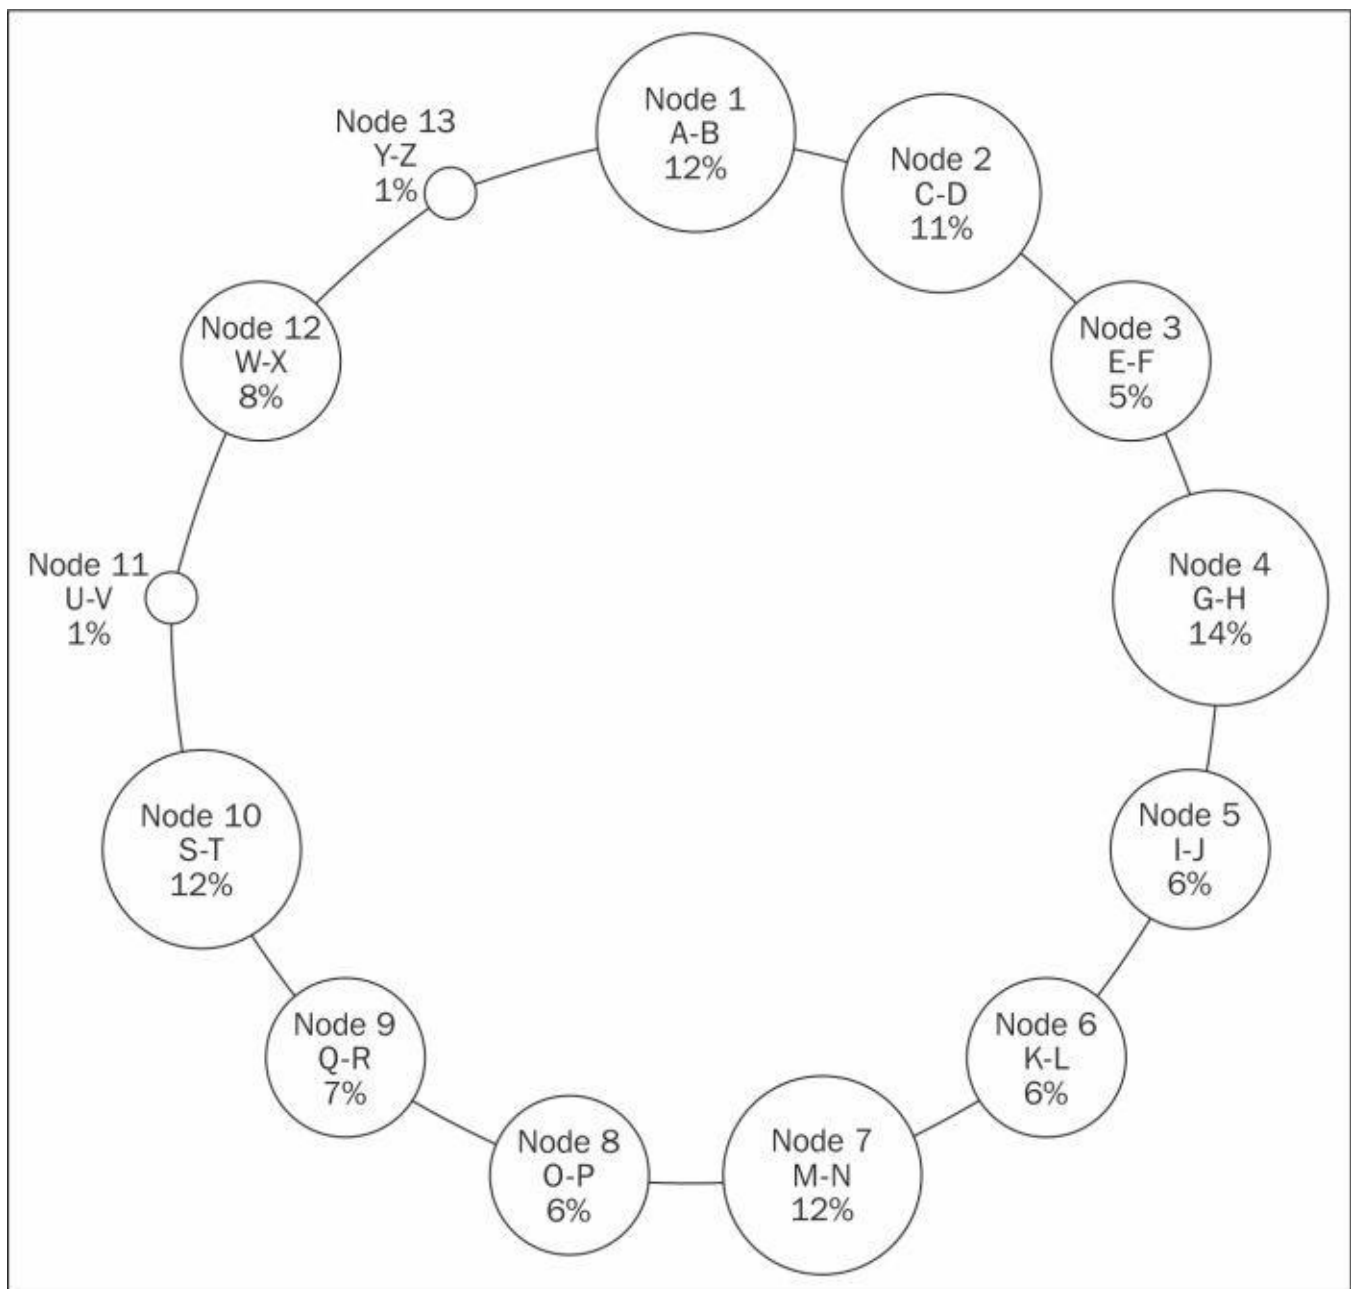 Node 1
A-B
12%
Node 2
C-D
11%
Node 3
E-F
5%
Node 4
G-H
14%
Node 5
I-J
6%
Node 6
K-L
6%
Node 7
M-N
12%
Node 8
O-P
6%
Node 9
Q-R
7%
Node 10
S-T
12%
Node 11
U-V
1%
Node 12
W-X
8%
Node 13
Y-Z
1%